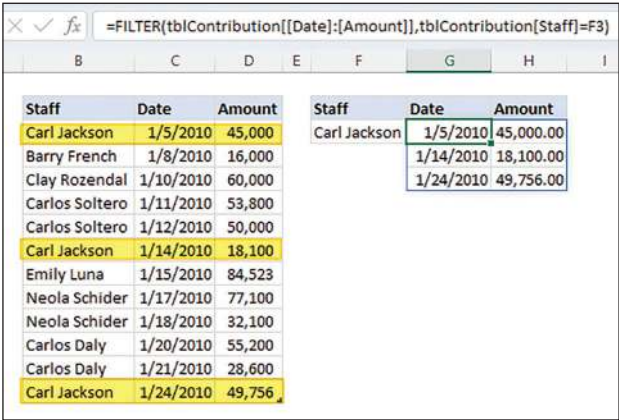 fx =FILTER(tblContribution[[Date]:[Amount]],tblContribution[Staff]=F3)
B C D E F G H I
Staff Date Amount Staff Date Amount
Carl Jackson 1/5/2010 45,000 Carl Jackson 1/5/2010 45,000.00
Barry French 1/8/2010 16,000 1/14/2010 18,100.00
Clay Rozendal 1/10/2010 60,000 1/24/2010 49,756.00
Carlos Soltero 1/11/2010 53,800
Carlos Soltero 1/12/2010 50,000
Carl Jackson 1/14/2010 18,100
Emily Luna 1/15/2010 84,523
Neola Schider 1/17/2010 77,100
Neola Schider 1/18/2010 32,100
Carlos Daly 1/20/2010 55,200
Carlos Daly 1/21/2010 28,600
Carl Jackson 1/24/2010 49,756